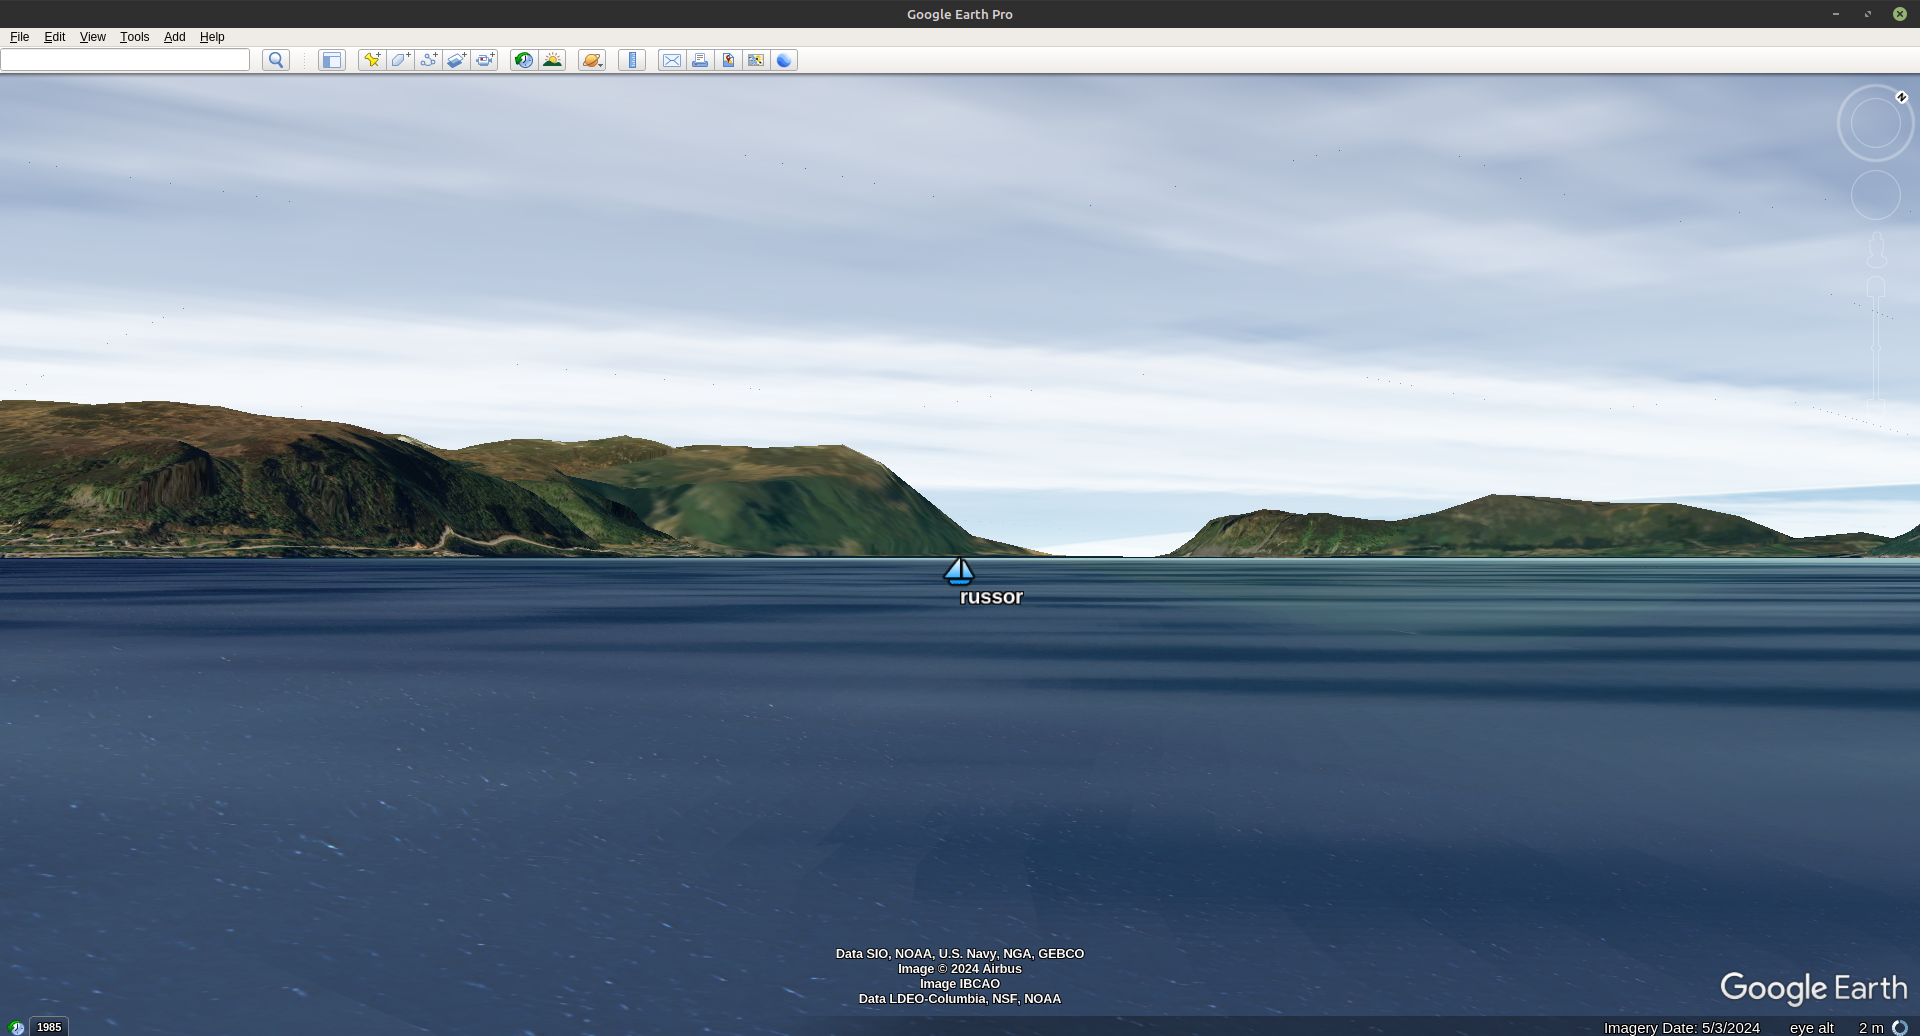 Google Earth Pro
File Edit View Tools Add Help
N
russor
Data SIO, NOAA, U.S. Navy, NGA, GEBCO
Image © 2024 Airbus
Image IBCAO
Data LDEO-Columbia, NSF, NOAA
Google Earth
1985
Imagery Date: 5/3/2024 eye alt 2 m